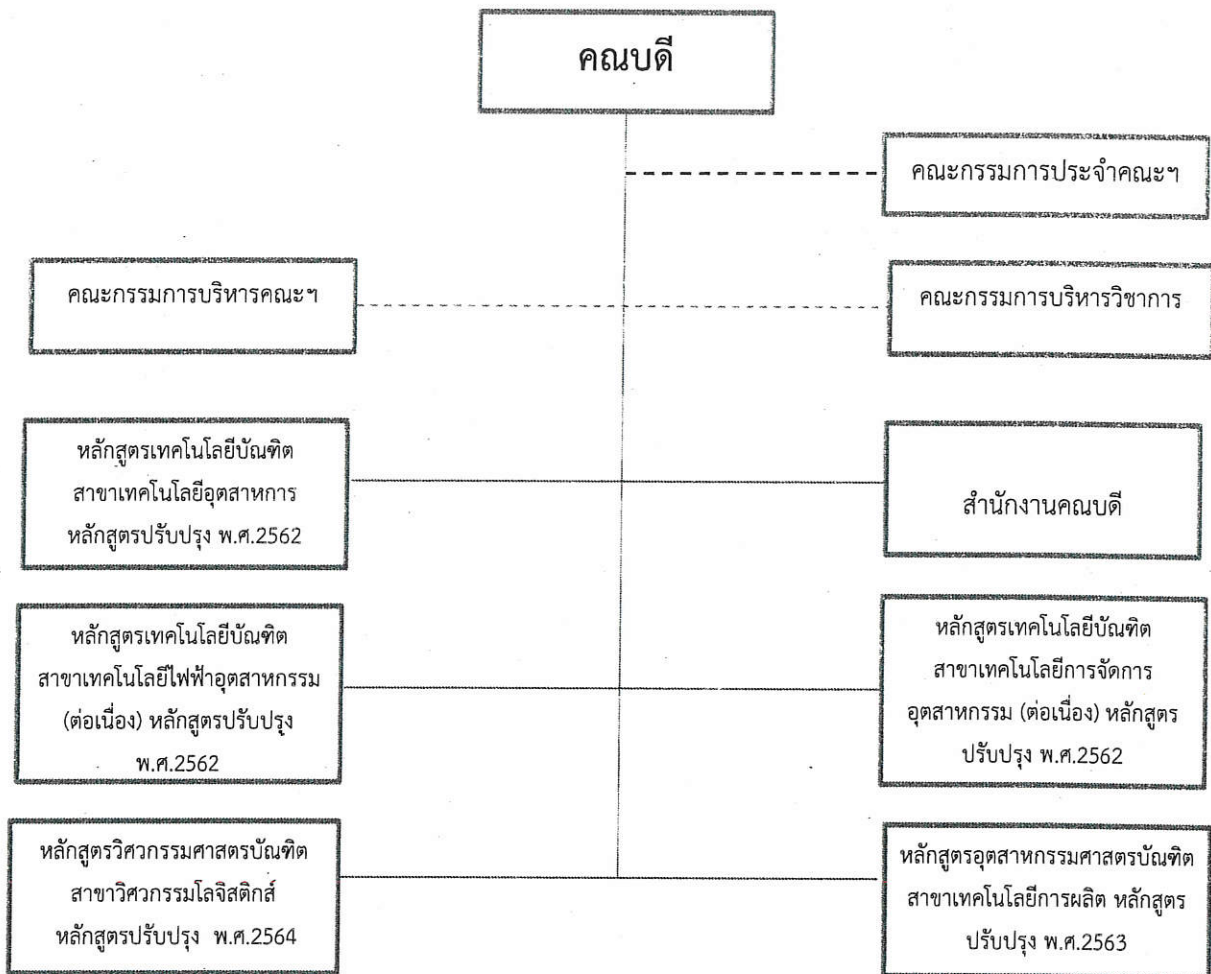 คณบดี
คณะกรรมการประจำคณะฯ
คณะกรรมการบริหารคณะฯ
คณะกรรมการบริหารวิชาการ
หลักสูตรเทคโนโลยีบัณฑิต
สาขาเทคโนโลยีอุตสาหการ
หลักสูตรปรับปรุง พ.ศ.2562
สำนักงานคณบดี
หลักสูตรเทคโนโลยีบัณฑิต
สาขาเทคโนโลยีไฟฟ้าอุตสาหกรรม
(ต่อเนื่อง) หลักสูตรปรับปรุง
พ.ศ.2562
หลักสูตรเทคโนโลยีบัณฑิต
สาขาเทคโนโลยีการจัดการ
อุตสาหกรรม (ต่อเนื่อง) หลักสูตร
ปรับปรุง พ.ศ.2562
หลักสูตรวิศวกรรมศาสตรบัณฑิต
สาขาวิศวกรรมโลจิสติกส์
หลักสูตรปรับปรุง พ.ศ.2564
หลักสูตรอุตสาหกรรมศาสตรบัณฑิต
สาขาเทคโนโลยีการผลิต หลักสูตร
ปรับปรุง พ.ศ.2563